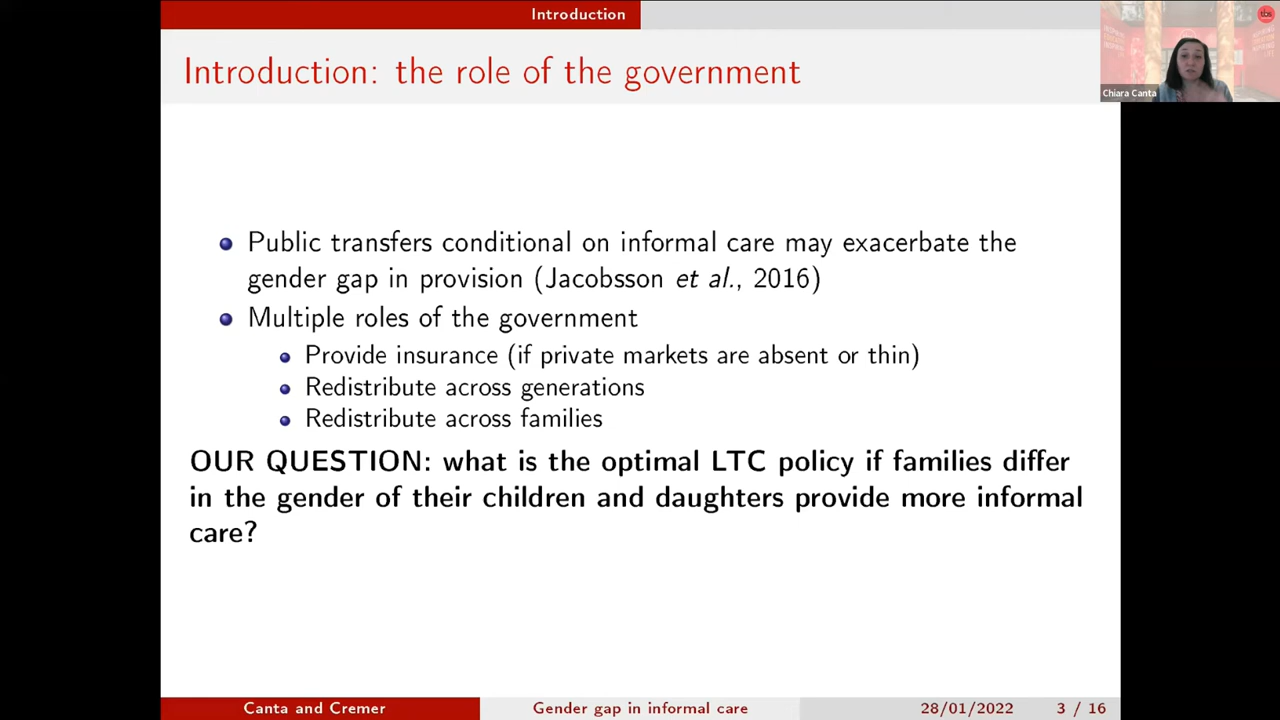 Introduction
Introduction: the role of the government
tbs
Chiara Canta
Public transfers conditional on informal care may exacerbate the
gender gap in provision (Jacobsson et al., 2016)
Multiple roles of the government
Provide insurance (if private markets are absent or thin)
Redistribute across generations
Redistribute across families
OUR QUESTION: what is the optimal LTC policy if families differ
in the gender of their children and daughters provide more informal
care?
Canta and Cremer
Gender gap in informal care
28/01/2022
3 / 16